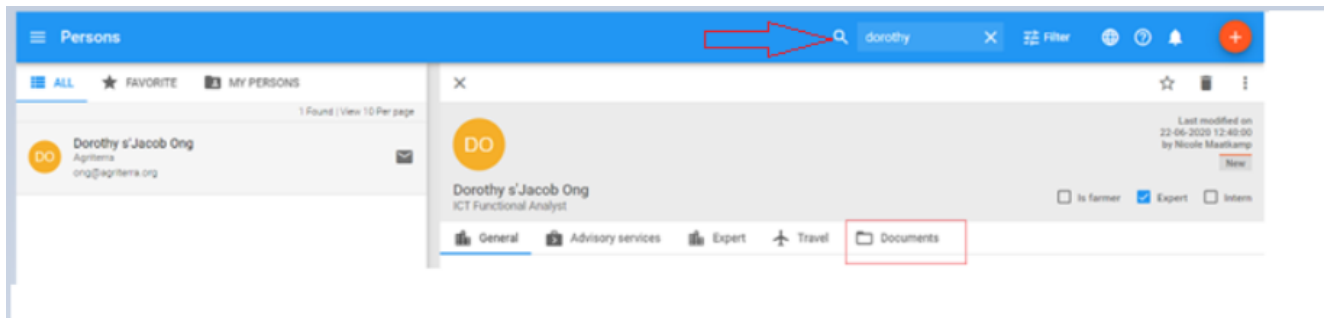 Persons
dorothy
Filter
ALL
FAVORITE
MY PERSONS
1 Found | View 10 Per page
DO
Dorothy s'Jacob Ong
Agriterra
ong@agriterra.org
DO
Last modified on
22-06-2020 12:40:00
by Nicole Maatkamp
New
Dorothy s'Jacob Ong
ICT Functional Analyst
Is farmer
Expert
Intern
General
Advisory services
Expert
Travel
Documents